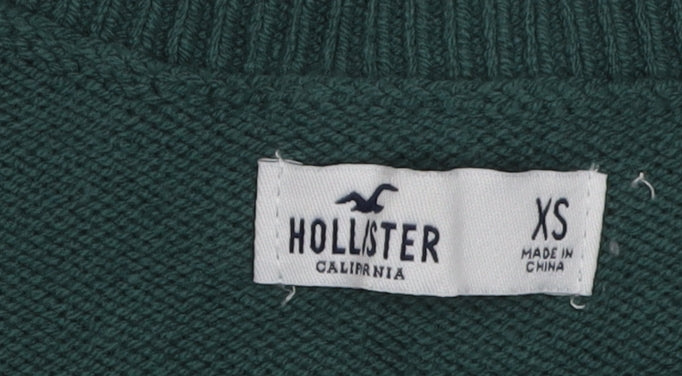 HOLLISTER
CALIFORNIA
XS
MADE IN
CHINA